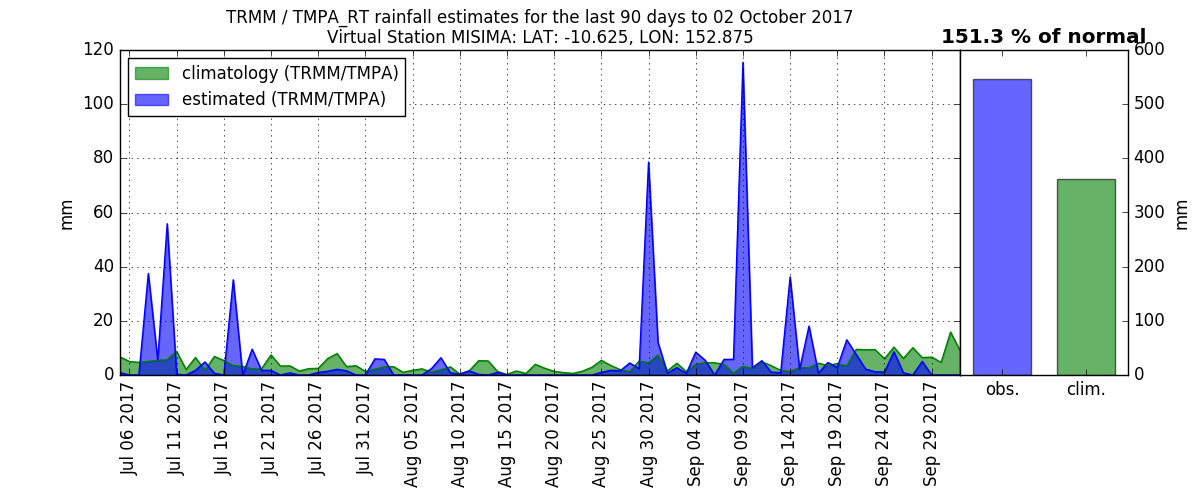 TRMM / TMPA_RT rainfall estimates for the last 90 days to 02 October 2017
Virtual Station MISIMA: LAT: -10.625, LON: 152.875
151.3 % of normal
climatology (TRMM/TMPA)
estimated (TRMM/TMPA)
mm
120
100
80
60
40
20
0
Jul 06 2017
Jul 11 2017
Jul 16 2017
Jul 21 2017
Jul 26 2017
Jul 31 2017
Aug 05 2017
Aug 10 2017
Aug 15 2017
Aug 20 2017
Aug 25 2017
Aug 30 2017
Sep 04 2017
Sep 09 2017
Sep 14 2017
Sep 19 2017
Sep 24 2017
Sep 29 2017
obs.
clim.
600
500
400
300
200
100
0
mm